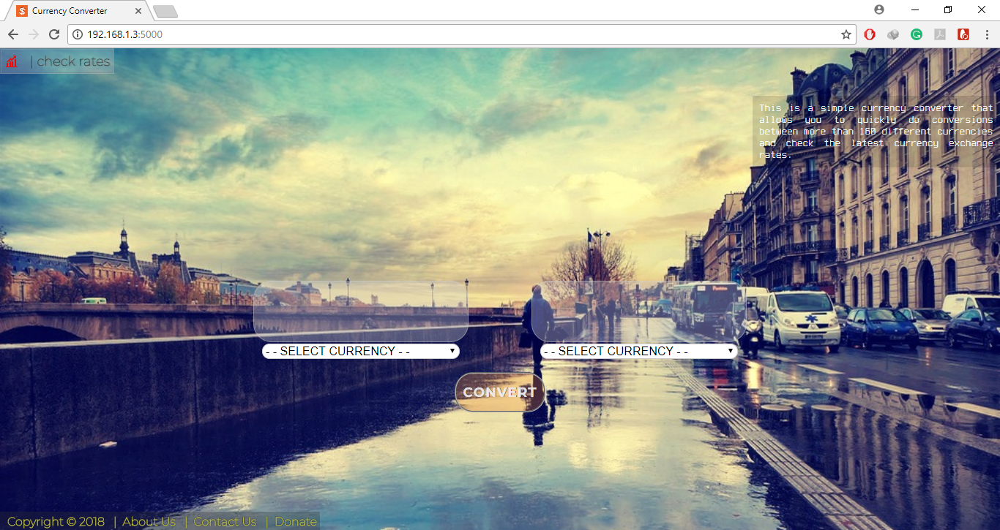 Currency Converter
192.168.1.3:5000
| check rates
This is a simple currency converter that
allows you to quickly do conversions
between more than 160 different currencies
and check the latest currency exchange
rates.
- - SELECT CURRENCY - -
- - SELECT CURRENCY - -
CONVERT
Copyright © 2018 | About Us | Contact Us | Donate